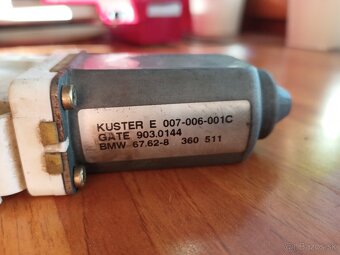 KUSTER E 007-006-001C
GATE 903.0144
BMW 67.62-8 360 511